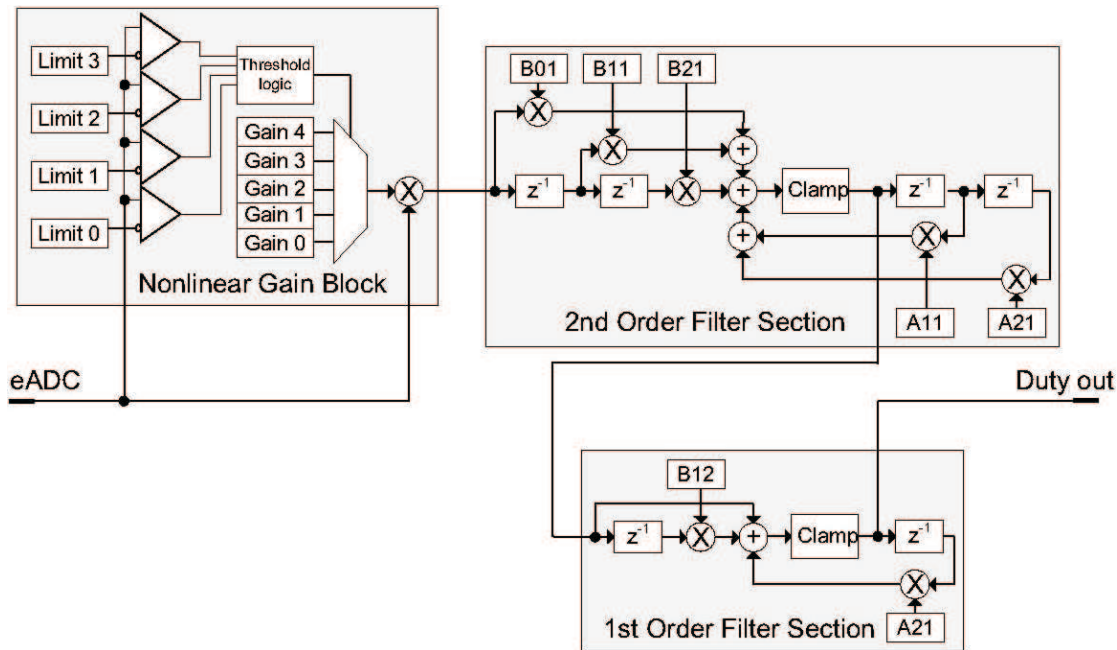 Limit 3
Limit 2
Limit 1
Limit 0
Threshold
logic
Gain 4
Gain 3
Gain 2
Gain 1
Gain 0
X
Nonlinear Gain Block
eADC
B01
B11
B21
X
X
X
+
+
+
z⁻¹
z⁻¹
Clamp
z⁻¹
z⁻¹
X
X
A11
A21
2nd Order Filter Section
Duty out
B12
z⁻¹
X
+
Clamp
z⁻¹
X
A21
1st Order Filter Section